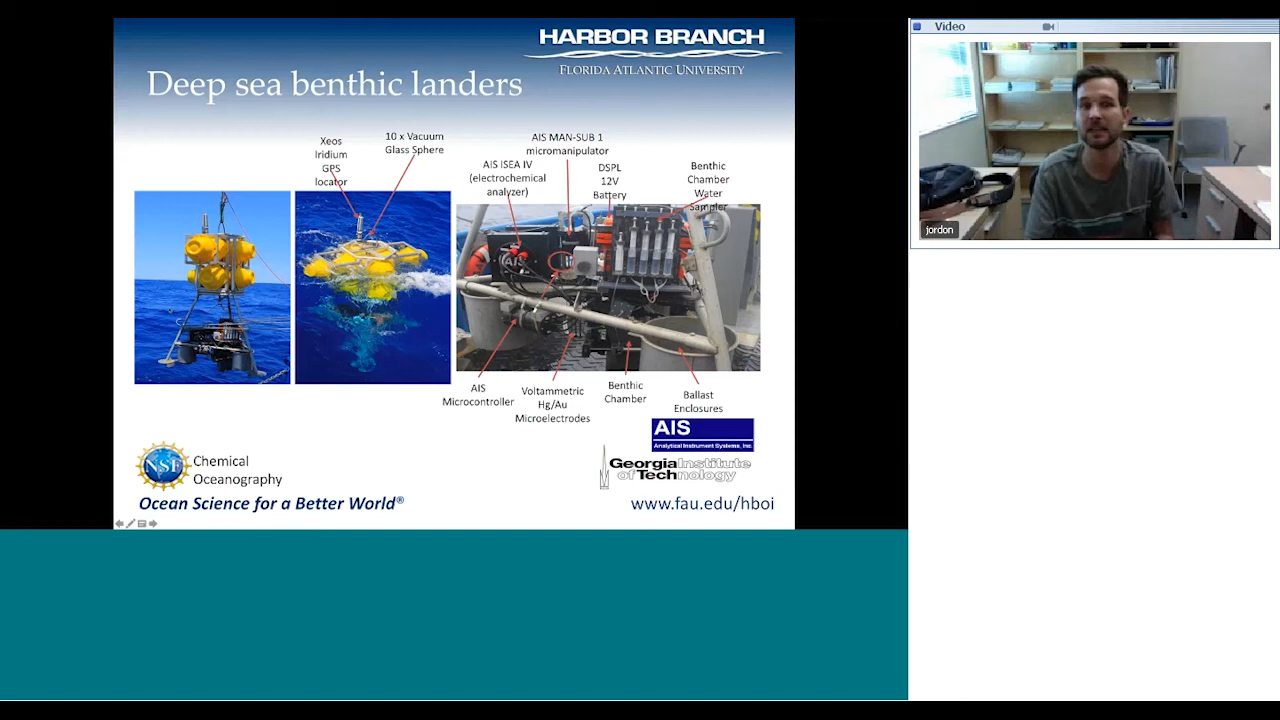 HARBOR BRANCH
FLORIDA ATLANTIC UNIVERSITY
Deep sea benthic landers
Xeos
Iridium
GPS
locator
10 x Vacuum
Glass Sphere
AIS ISEA IV
(electrochemical
analyzer)
AIS MAN-SUB 1
micromanipulator
DSPL
12V
Battery
Benthic
Chamber
Water
Sampler
AIS
AIS
Microcontroller
Voltammetric
Hg/Au
Microelectrodes
Benthic
Chamber
Ballast
Enclosures
AIS
Analytical Instrument Systems, Inc.
Georgia Institute
of Technology
NSF
Chemical
Oceanography
Ocean Science for a Better World®
www.fau.edu/hboi
Video
jordon